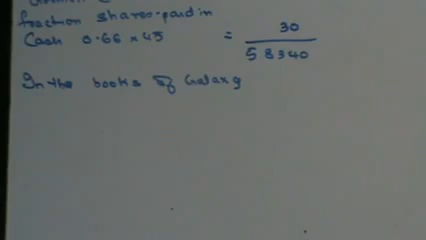 fraction shares-paid in
Cash 0.66 × 45 = 30
58340
In the books of Galaxy